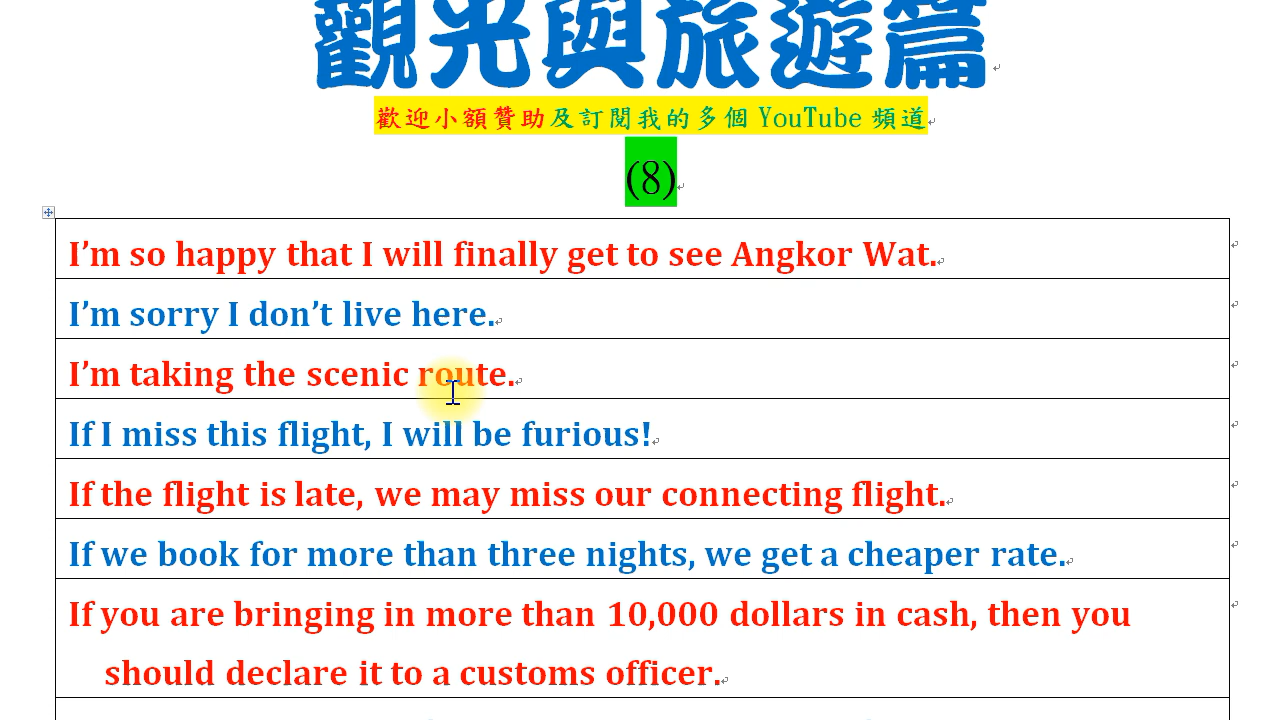 觀光與旅遊篇
歡迎小額贊助及訂閱我的多個 YouTube 頻道
(8)
I’m so happy that I will finally get to see Angkor Wat.
I’m sorry I don’t live here.
I’m taking the scenic route.
If I miss this flight, I will be furious!
If the flight is late, we may miss our connecting flight.
If we book for more than three nights, we get a cheaper rate.
If you are bringing in more than 10,000 dollars in cash, then you
should declare it to a customs officer.